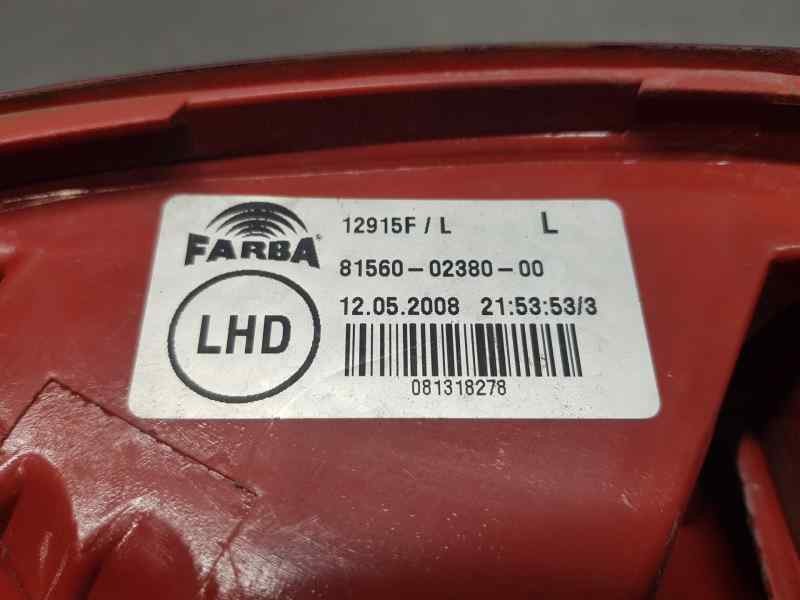 FARBA
12915F / L L
81560-02380-00
LHD
12.05.2008 21:53:53/3
081318278